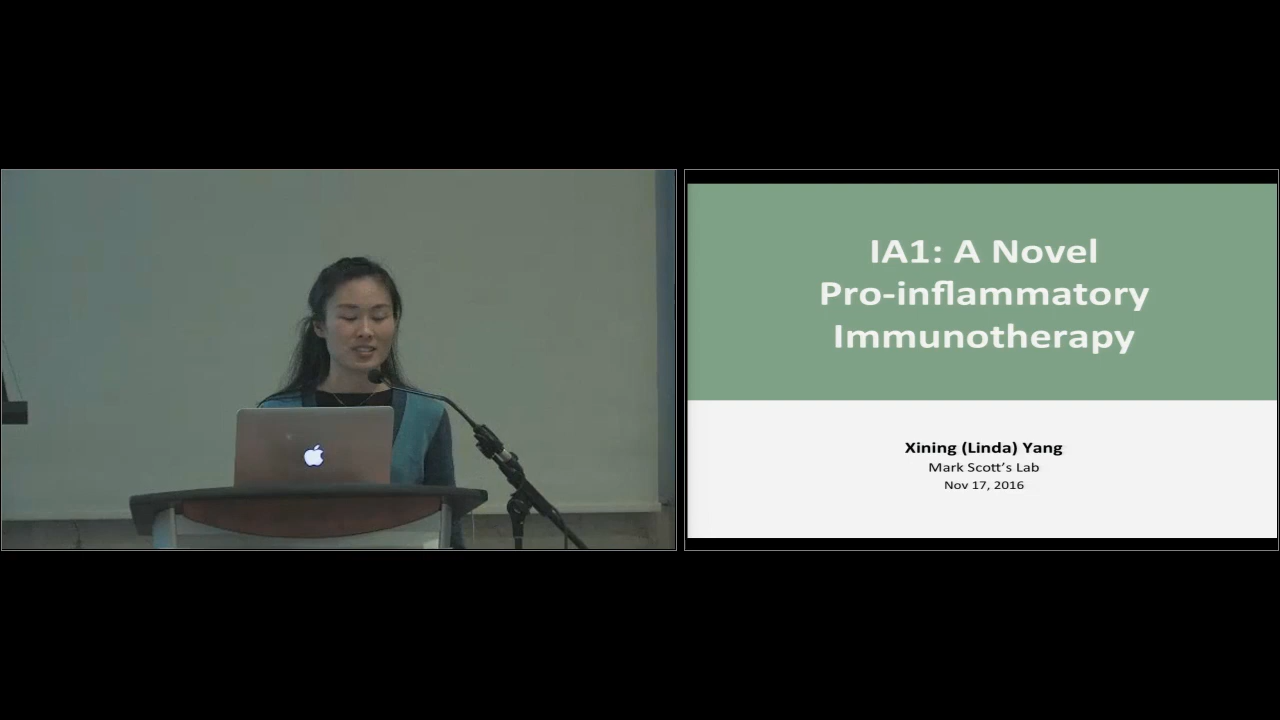 IA1: A Novel
Pro-inflammatory
Immunotherapy
Xining (Linda) Yang
Mark Scott's Lab
Nov 17, 2016